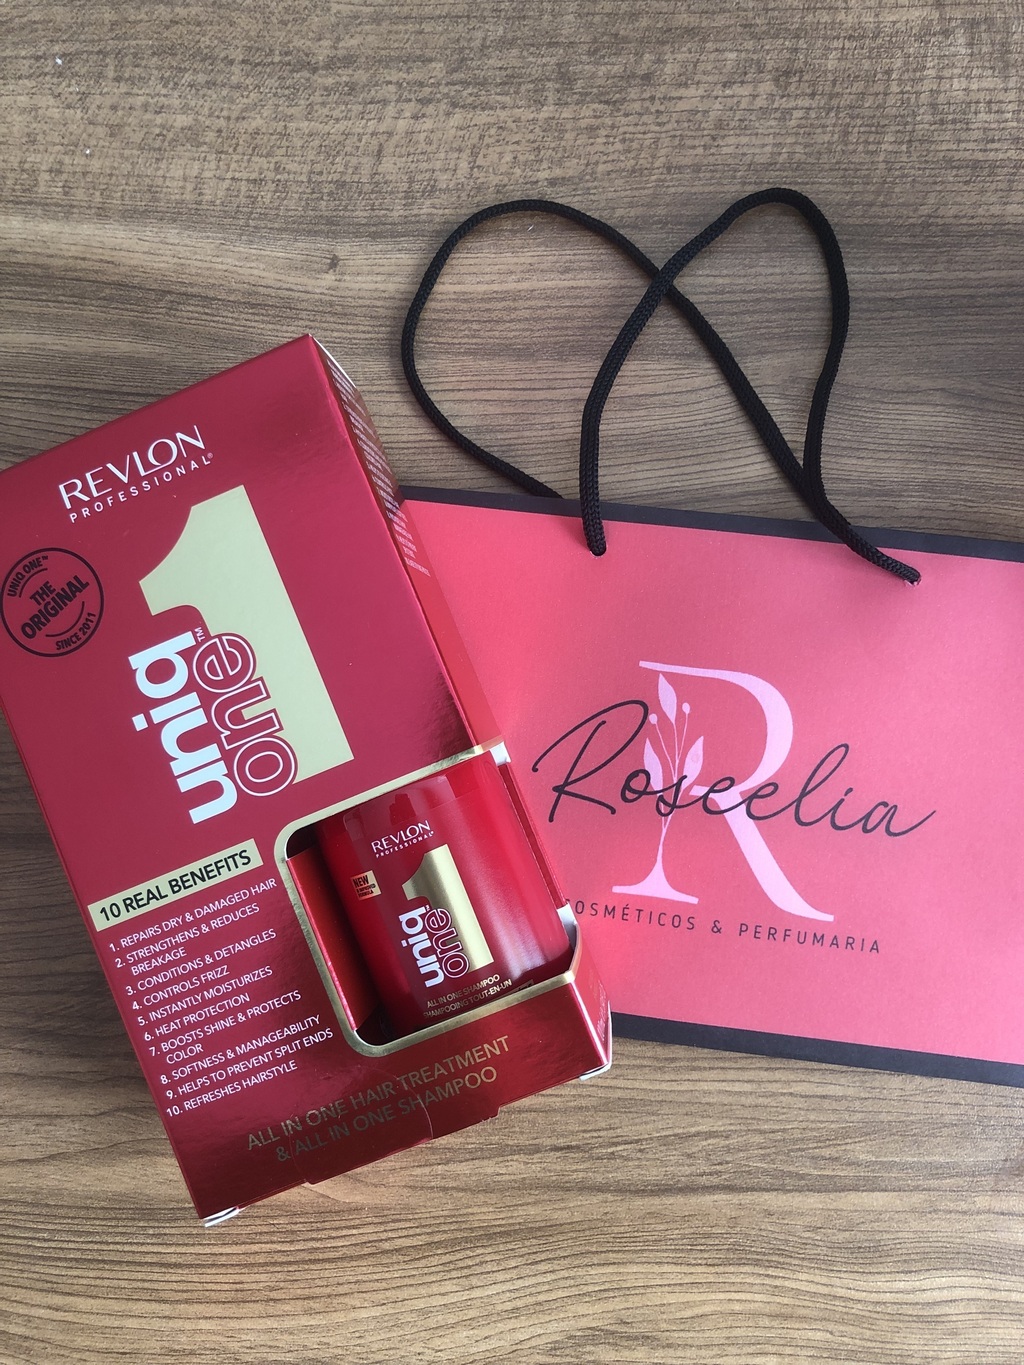 REVLON
PROFESSIONAL®
UNIQ ONE™
THE
ORIGINAL
SINCE 2011
1
uniq
one™
10 REAL BENEFITS
1. REPAIRS DRY & DAMAGED HAIR
2. STRENGTHENS & REDUCES
BREAKAGE
3. CONDITIONS & DETANGLES
4. CONTROLS FRIZZ
5. INSTANTLY MOISTURIZES
6. HEAT PROTECTION
7. BOOSTS SHINE & PROTECTS
COLOR
8. SOFTNESS & MANAGEABILITY
9. HELPS TO PREVENT SPLIT ENDS
10. REFRESHES HAIRSTYLE
REVLON
PROFESSIONAL®
NEW
1
uniq
one
ALL IN ONE SHAMPOO
SHAMPOOING TOUT-EN-UN
ALL IN ONE HAIR TREATMENT
& ALL IN ONE SHAMPOO
R
Roseelia
COSMÉTICOS & PERFUMARIA